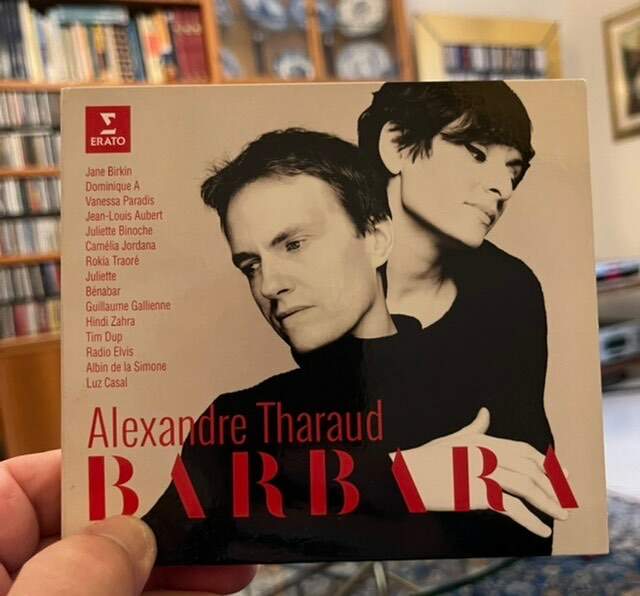 ERATO
Jane Birkin
Dominique A
Vanessa Paradis
Jean-Louis Aubert
Juliette Binoche
Camélia Jordana
Rokia Traoré
Juliette
Bénabar
Guillaume Gallienne
Hindi Zahra
Tim Dup
Radio Elvis
Albin de la Simone
Luz Casal
Alexandre Tharaud
BARBARA